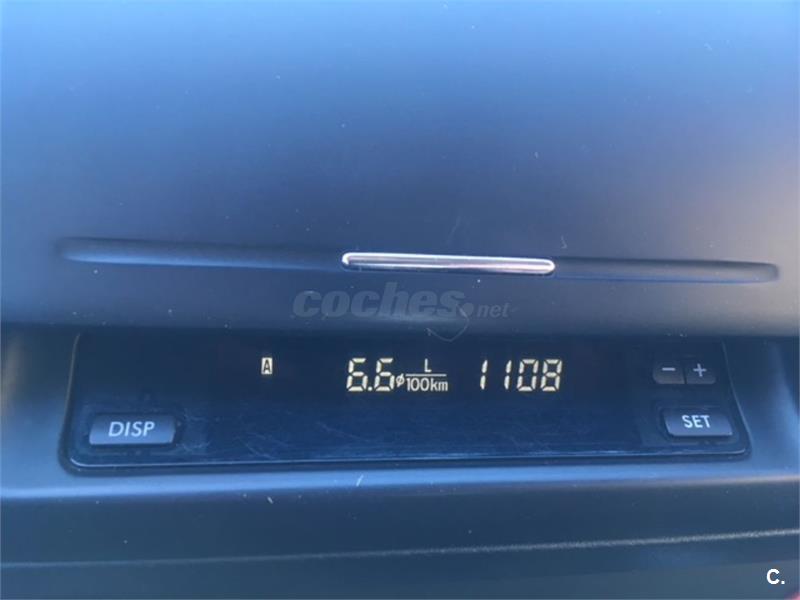 coches.net
A 6.6 ø L/100km 1108
− +
DISP
SET
C.